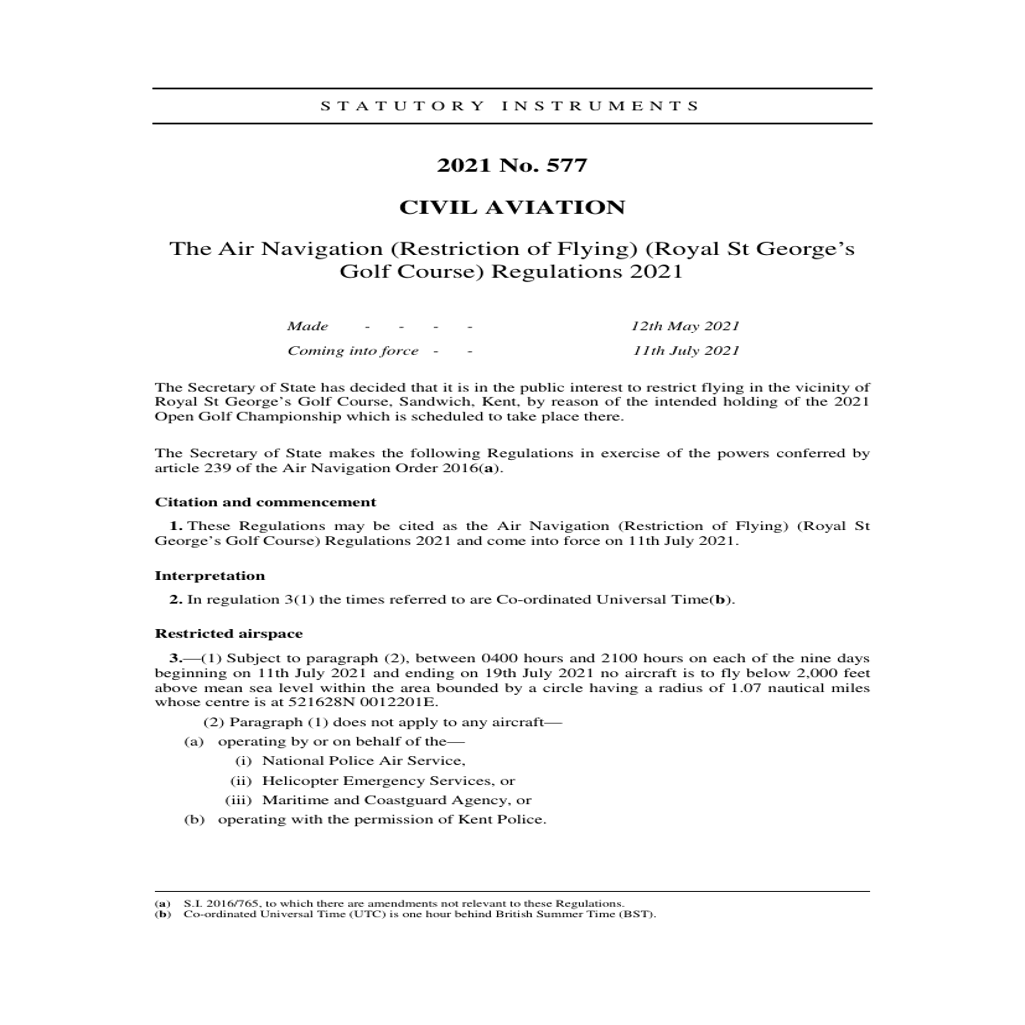 STATUTORY INSTRUMENTS
2021 No. 577
CIVIL AVIATION
The Air Navigation (Restriction of Flying) (Royal St George’s
Golf Course) Regulations 2021
Made - - - - 12th May 2021
Coming into force - - 11th July 2021
The Secretary of State has decided that it is in the public interest to restrict flying in the vicinity of
Royal St George’s Golf Course, Sandwich, Kent, by reason of the intended holding of the 2021
Open Golf Championship which is scheduled to take place there.
The Secretary of State makes the following Regulations in exercise of the powers conferred by
article 239 of the Air Navigation Order 2016(a).
Citation and commencement
1. These Regulations may be cited as the Air Navigation (Restriction of Flying) (Royal St
George’s Golf Course) Regulations 2021 and come into force on 11th July 2021.
Interpretation
2. In regulation 3(1) the times referred to are Co-ordinated Universal Time(b).
Restricted airspace
3.—(1) Subject to paragraph (2), between 0400 hours and 2100 hours on each of the nine days
beginning on 11th July 2021 and ending on 19th July 2021 no aircraft is to fly below 2,000 feet
above mean sea level within the area bounded by a circle having a radius of 1.07 nautical miles
whose centre is at 521628N 0012201E.
(2) Paragraph (1) does not apply to any aircraft—
(a) operating by or on behalf of the—
(i) National Police Air Service,
(ii) Helicopter Emergency Services, or
(iii) Maritime and Coastguard Agency, or
(b) operating with the permission of Kent Police.
(a) S.I. 2016/765, to which there are amendments not relevant to these Regulations.
(b) Co-ordinated Universal Time (UTC) is one hour behind British Summer Time (BST).